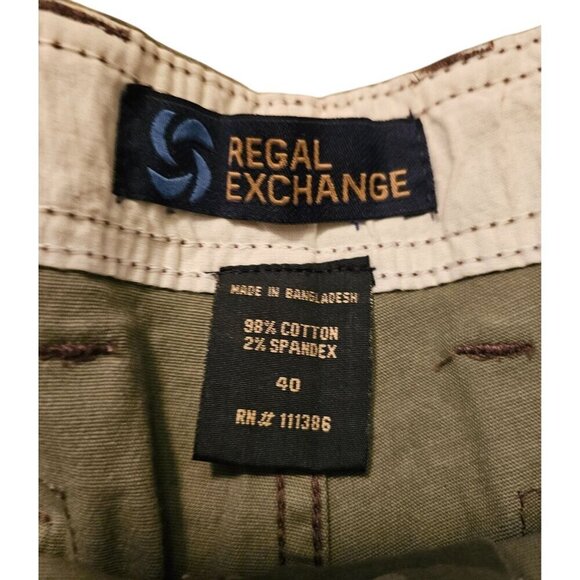 REGAL
EXCHANGE
MADE IN BANGLADESH
98% COTTON
2% SPANDEX
40
RN# 111386